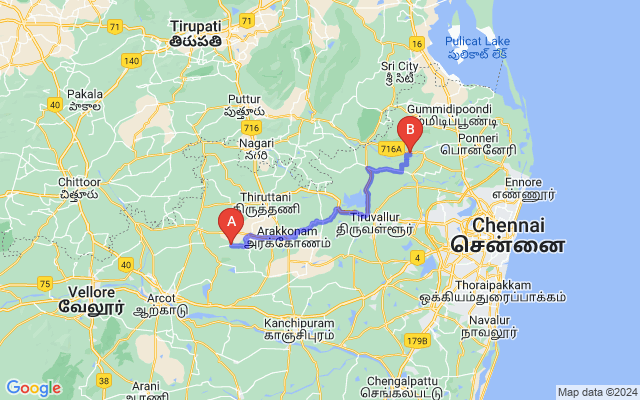 Tirupati
తిరుపతి
71
71
140
16
Pulicat Lake
పులికాట్ లేక్
Sri City
శ్రీ సిటీ
Pakala
పాకాల
40
Puttur
పుత్తూరు
Gummidipoondi
கும்மிடிப்பூண்டி
716
Nagari
నగరి
716A
B
Ponneri
பொன்னேரி
Chittoor
చిత్తూరు
Ennore
எண்ணூர்
Thiruttani
திருத்தணி
A
Tiruvallur
திருவள்ளூர்
Chennai
சென்னை
Arakkonam
அரக்கோணம்
40
4
75
Vellore
வேலூர்
Arcot
ஆற்காடு
Thoraipakkam
ஒக்கியம்துரைப்பாக்கம்
Kanchipuram
காஞ்சிபுரம்
Navalur
நாவலூர்
179B
38
Arani
ஆரணி
Chengalpattu
செங்கல்பட்டு
Google
Map data ©2024